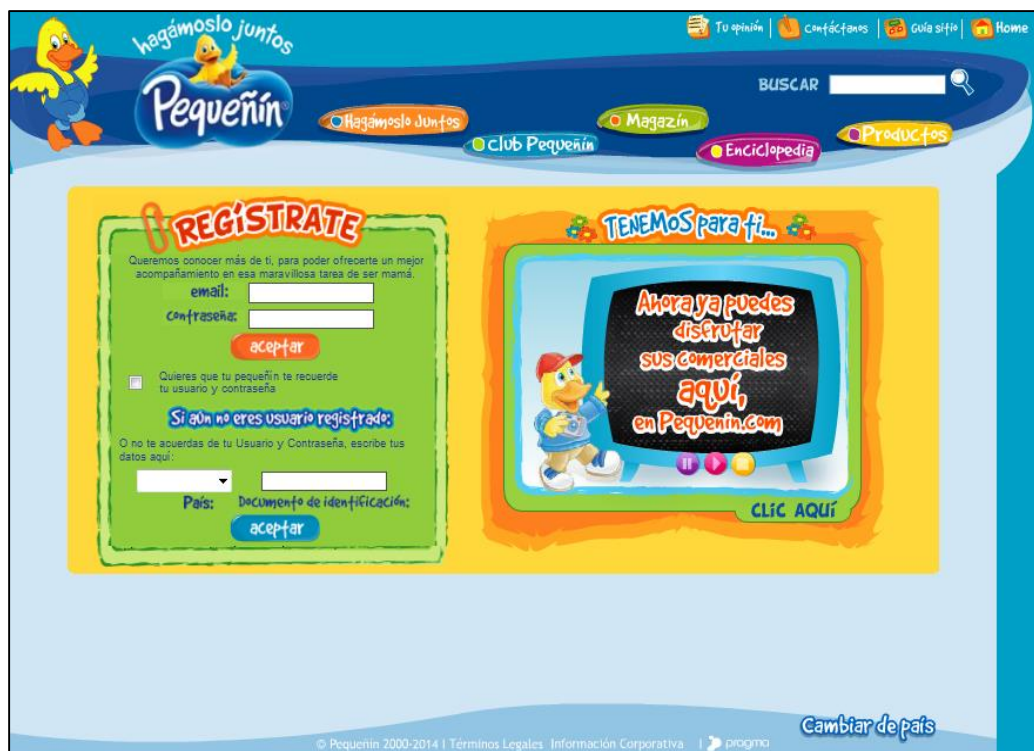 hagámoslo juntos
Pequeñín®
Tu opinión | Contáctanos | Guía sitio | Home
BUSCAR
Hagámoslo Juntos
Club Pequeñín
Magazín
Enciclopedia
Productos
REGÍSTRATE
Queremos conocer más de ti, para poder ofrecerte un mejor
acompañamiento en esa maravillosa tarea de ser mamá.
email:
contraseña:
aceptar
Quieres que tu pequeñin te recuerde
tu usuario y contraseña
Si aún no eres usuario registrado:
O no te acuerdas de tu Usuario y Contraseña, escribe tus
datos aquí:
País: Documento de identificación:
aceptar
TENEMOS para ti...
Ahora ya puedes
disfrutar
sus comerciales
aquí,
en Pequenin.com
CLIC AQUÍ
Cambiar de país
© Pequeñin 2000-2014 | Términos Legales Información Corporativa | progma